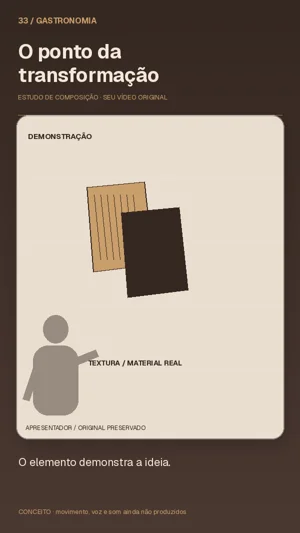 33 / GASTRONOMIA
O ponto da
transformação
ESTUDO DE COMPOSIÇÃO · SEU VÍDEO ORIGINAL
DEMONSTRAÇÃO
TEXTURA / MATERIAL REAL
APRESENTADOR / ORIGINAL PRESERVADO
O elemento demonstra a ideia.
CONCEITO · movimento, voz e som ainda não produzidos